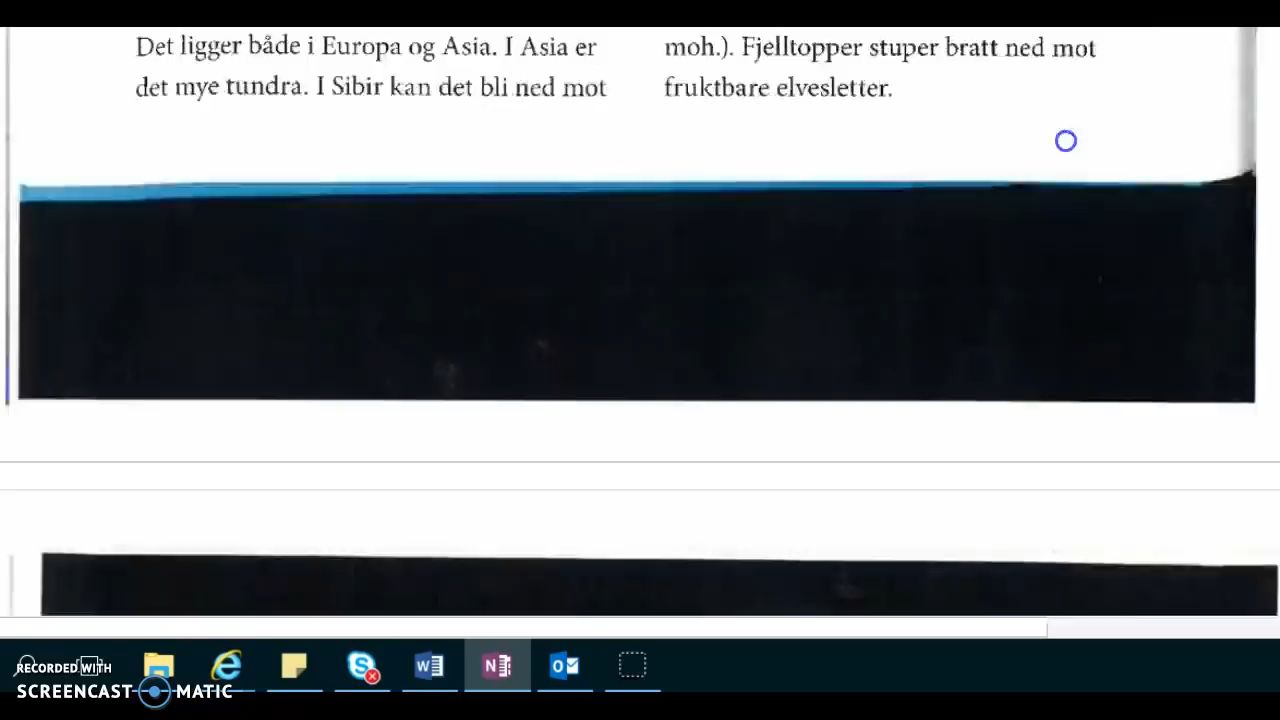 Det ligger både i Europa og Asia. I Asia er
det mye tundra. I Sibir kan det bli ned mot
moh.). Fjelltopper stuper bratt ned mot
fruktbare elvesletter.
RECORDED WITH
SCREENCAST MATIC